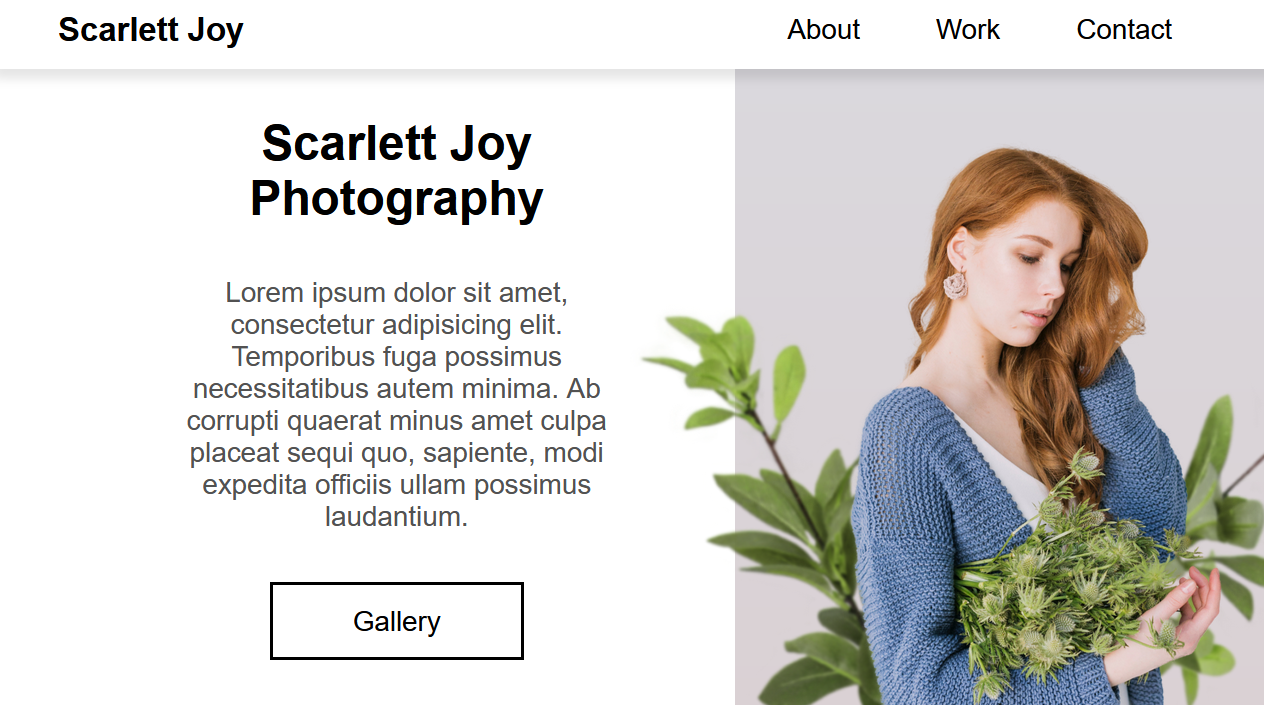 Scarlett Joy
About Work Contact
Scarlett Joy
Photography
Lorem ipsum dolor sit amet,
consectetur adipisicing elit.
Temporibus fuga possimus
necessitatibus autem minima. Ab
corrupti quaerat minus amet culpa
placeat sequi quo, sapiente, modi
expedita officiis ullam possimus
laudantium.
Gallery